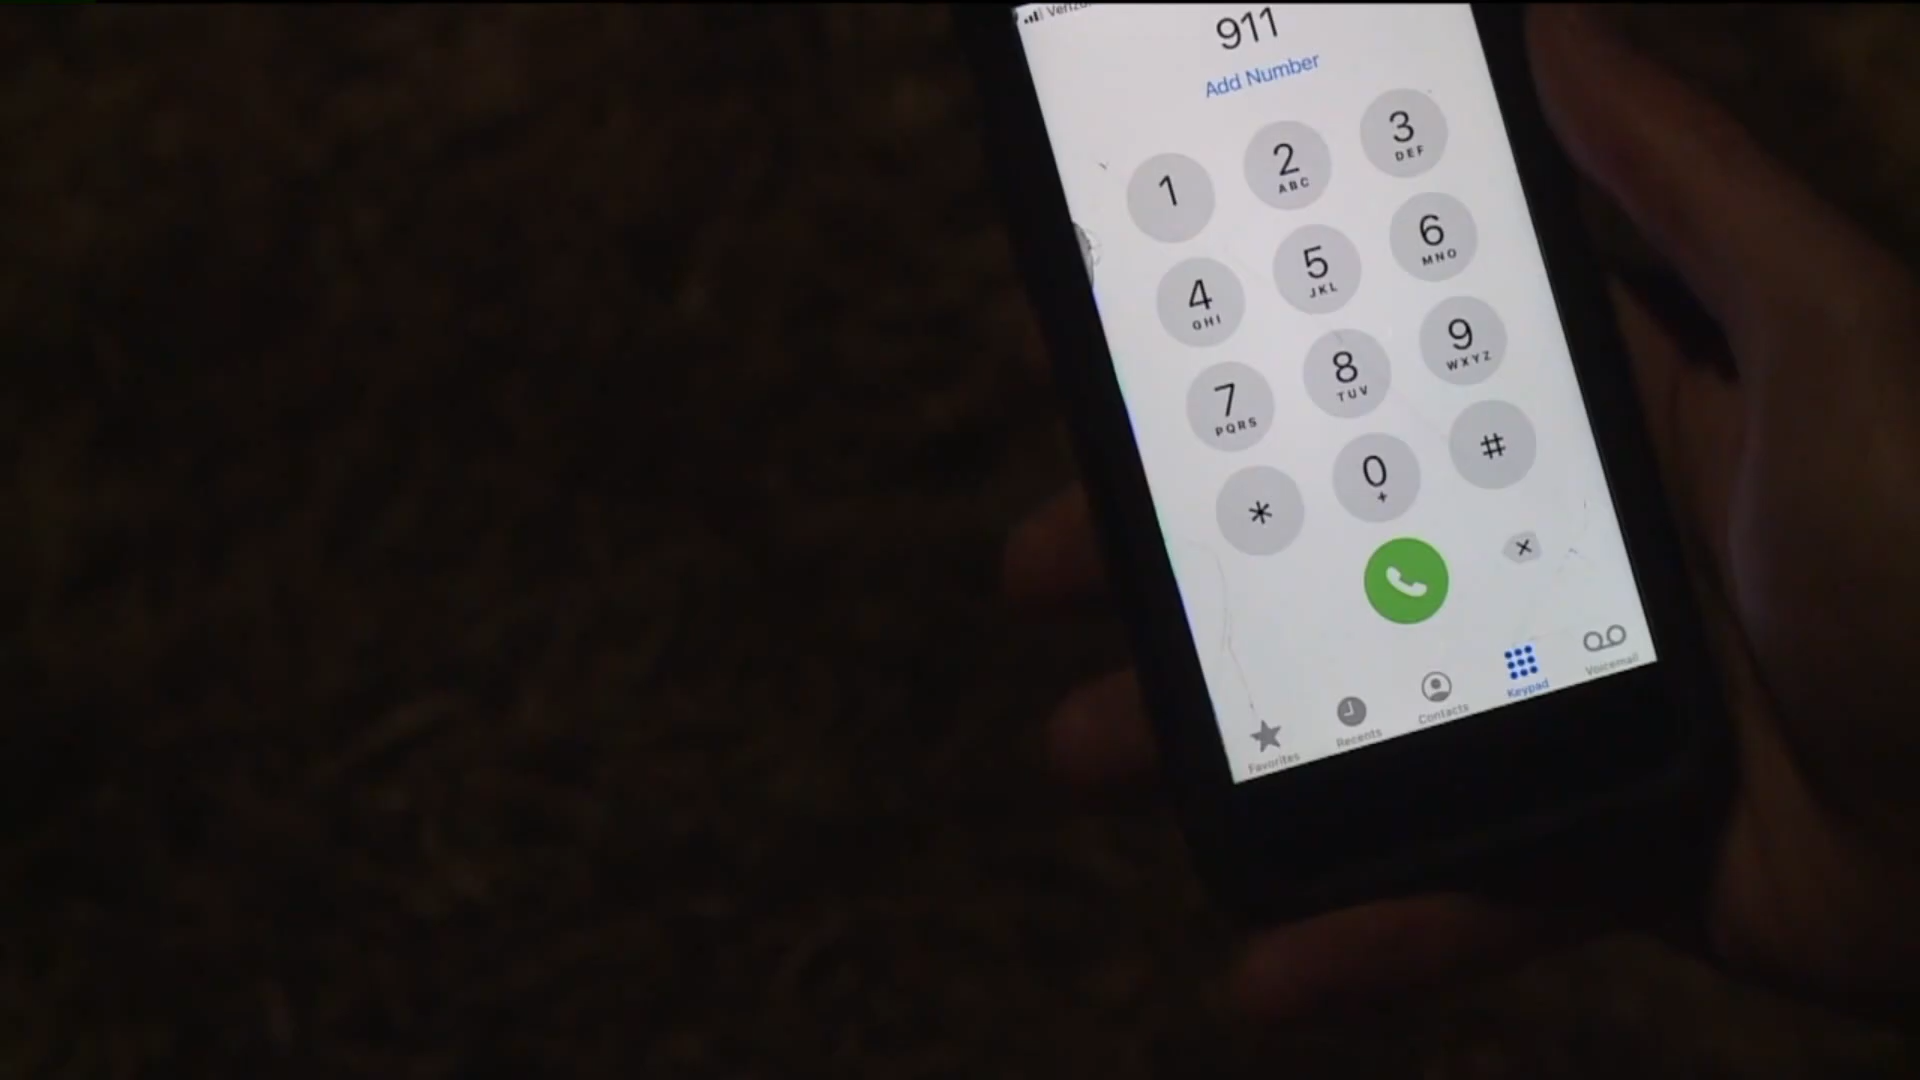 911
Add Number
1
2
ABC
3
DEF
4
GHI
5
JKL
6
MNO
7
PQRS
8
TUV
9
WXYZ
*
0
+
#
Favorites
Recents
Contacts
Keypad
Voicemail